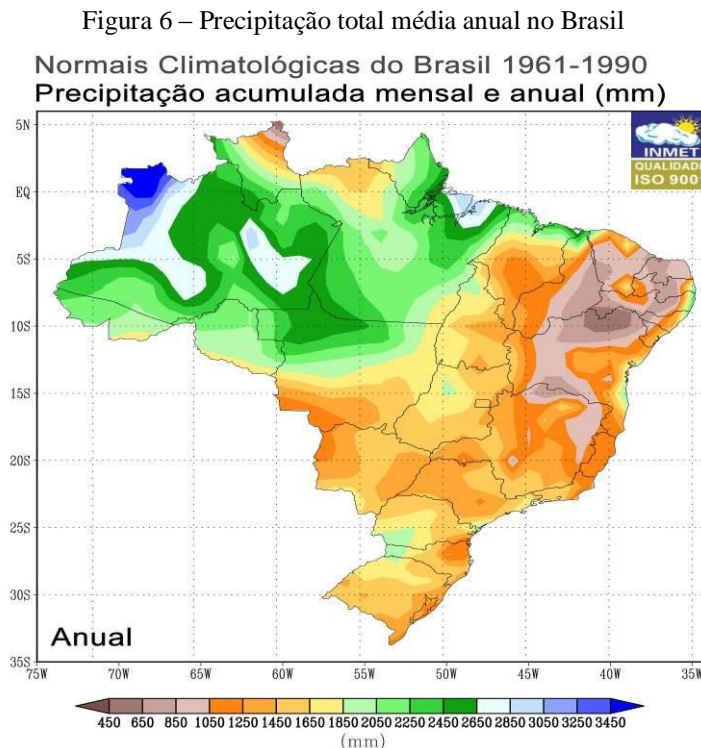 Figura 6 – Precipitação total média anual no Brasil
Normais Climatológicas do Brasil 1961-1990
Precipitação acumulada mensal e anual (mm)
INMET
QUALIDADE
ISO 9001
5N
EQ
5S
10S
15S
20S
25S
30S
35S
Anual
75W 70W 65W 60W 55W 50W 45W 40W 35W
450 650 850 1050 1250 1450 1650 1850 2050 2250 2450 2650 2850 3050 3250 3450
(mm)